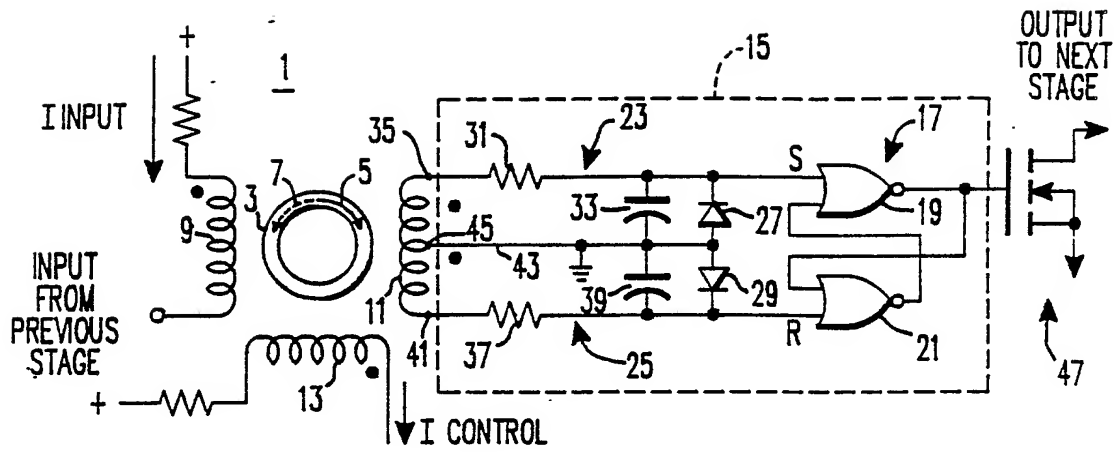 +
1
I INPUT
7
5
3
9
INPUT
FROM
PREVIOUS
STAGE
+
13
I CONTROL
11
35
31
23
15
33
27
S
17
19
45
43
39
29
41
37
25
R
21
OUTPUT
TO NEXT
STAGE
47